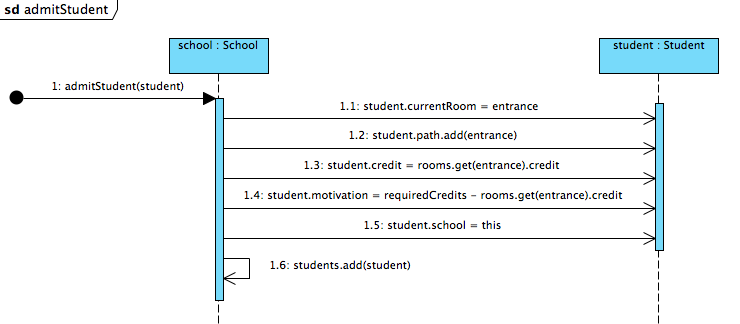 sd admitStudent
school : School
student : Student
1: admitStudent(student)
1.1: student.currentRoom = entrance
1.2: student.path.add(entrance)
1.3: student.credit = rooms.get(entrance).credit
1.4: student.motivation = requiredCredits - rooms.get(entrance).credit
1.5: student.school = this
1.6: students.add(student)